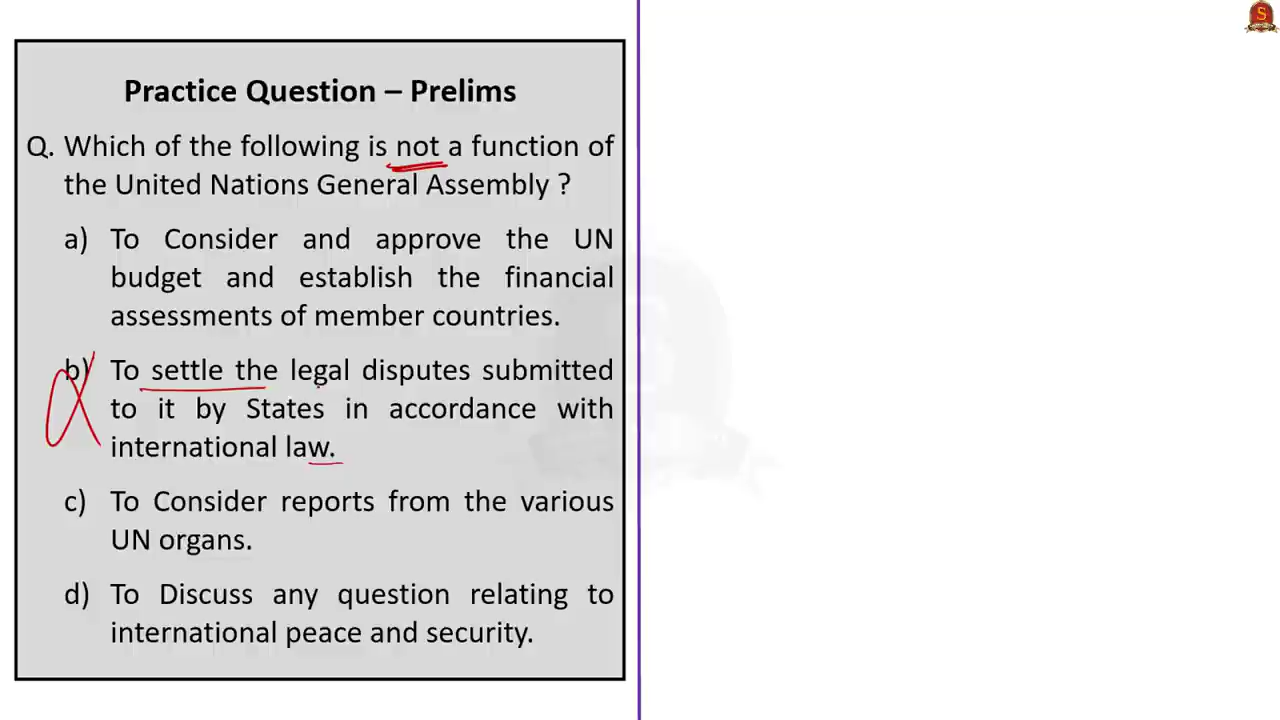 S
Practice Question – Prelims
Q. Which of the following is not a function of
the United Nations General Assembly ?
a) To Consider and approve the UN
budget and establish the financial
assessments of member countries.
b) To settle the legal disputes submitted
to it by States in accordance with
international law.
c) To Consider reports from the various
UN organs.
d) To Discuss any question relating to
international peace and security.